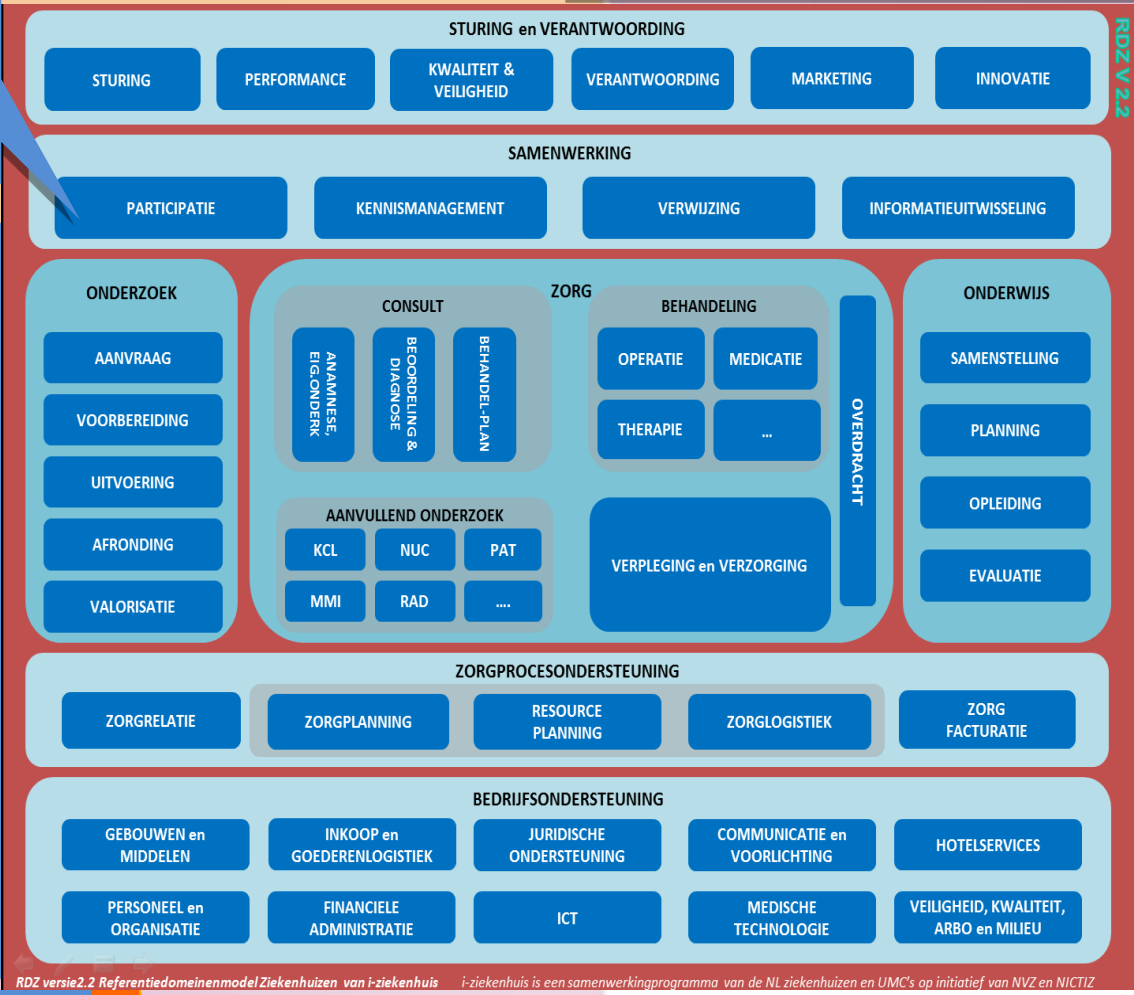 STURING en VERANTWOORDING
RDZ V 2.2
STURING
PERFORMANCE
KWALITEIT &
VEILIGHEID
VERANTWOORDING
MARKETING
INNOVATIE
SAMENWERKING
PARTICIPATIE
KENNISMANAGEMENT
VERWIJZING
INFORMATIEUITWISSELING
ONDERZOEK
AANVRAAG
VOORBEREIDING
UITVOERING
AFRONDING
VALORISATIE
ZORG
CONSULT
ANAMNESE,
EIG.ONDERK
BEOORDELING &
DIAGNOSE
BEHANDEL-PLAN
BEHANDELING
OPERATIE
MEDICATIE
THERAPIE
...
AANVULLEND ONDERZOEK
KCL
NUC
PAT
MMI
RAD
....
VERPLEGING en VERZORGING
OVERDRACHT
ONDERWIJS
SAMENSTELLING
PLANNING
OPLEIDING
EVALUATIE
ZORGPROCESONDERSTEUNING
ZORGRELATIE
ZORGPLANNING
RESOURCE
PLANNING
ZORGLOGISTIEK
ZORG
FACTURATIE
BEDRIJFSONDERSTEUNING
GEBOUWEN en
MIDDELEN
INKOOP en
GOEDERENLOGISTIEK
JURIDISCHE
ONDERSTEUNING
COMMUNICATIE en
VOORLICHTING
HOTELSERVICES
PERSONEEL en
ORGANISATIE
FINANCIELE
ADMINISTRATIE
ICT
MEDISCHE
TECHNOLOGIE
VEILIGHEID, KWALITEIT,
ARBO en MILIEU
RDZ versie2.2 Referentiedomeinenmodel Ziekenhuizen van i-ziekenhuis
i-ziekenhuis is een samenwerkingprogramma van de NL ziekenhuizen en UMC's op initiatief van NVZ en NICTIZ